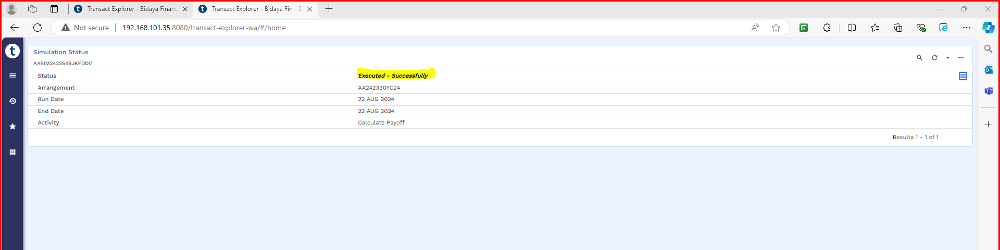 Transact Explorer - Bidaya Financ
Transact Explorer - Bidaya Fin - D
Not secure
192.168.101.35:8080/transact-explorer-wa/#/home
Simulation Status
AASIM2423549JKFDDV
Status Executed - Successfully
Arrangement AA242330YC24
Run Date 22 AUG 2024
End Date 22 AUG 2024
Activity Calculate Payoff
Results 1 - 1 of 1